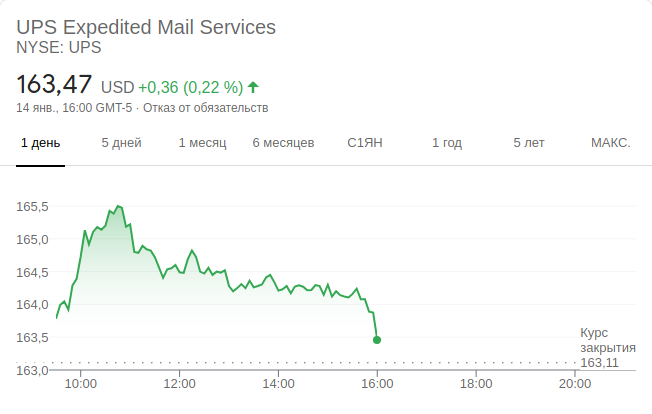 UPS Expedited Mail Services
NYSE: UPS
163,47 USD +0,36 (0,22 %)
14 янв., 16:00 GMT-5 · Отказ от обязательств
1 день 5 дней 1 месяц 6 месяцев С1ЯН 1 год 5 лет МАКС.
165,5
165,0
164,5
164,0
163,5
163,0
Курс
закрытия
163,11
10:00 12:00 14:00 16:00 18:00 20:00